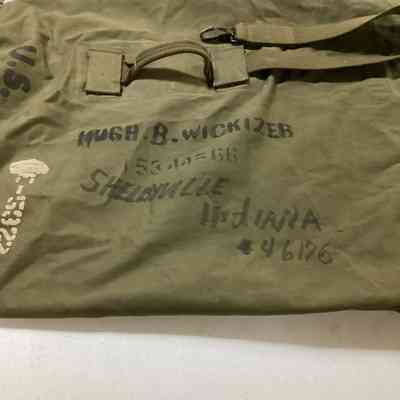 U.S.
HUGH.B.WICKIZER
SHELBYVILLE
INDIANA
46176